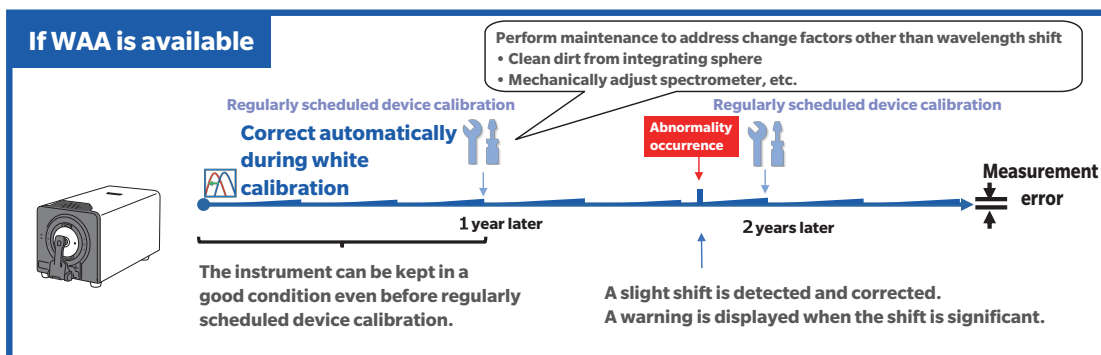 If WAA is available
Perform maintenance to address change factors other than wavelength shift
• Clean dirt from integrating sphere
• Mechanically adjust spectrometer, etc.
Regularly scheduled device calibration
Regularly scheduled device calibration
Correct automatically
during white
calibration
Abnormality
occurrence
Measurement
error
1 year later
2 years later
The instrument can be kept in a
good condition even before regularly
scheduled device calibration.
A slight shift is detected and corrected.
A warning is displayed when the shift is significant.